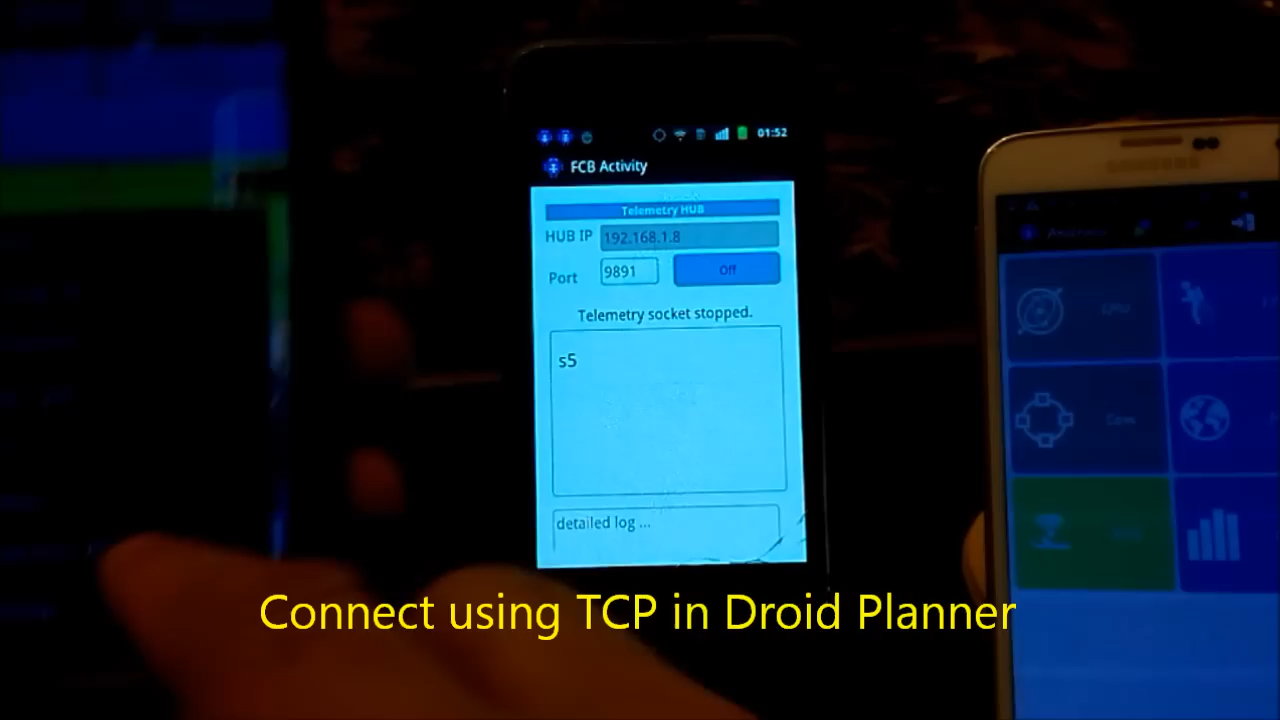 01:52
FCB Activity
Telemetry HUB
HUB IP 192.168.1.8
Port 9891 Off
Telemetry socket stopped.
s5
detailed log ...
SAMSUNG
Connect using TCP in Droid Planner